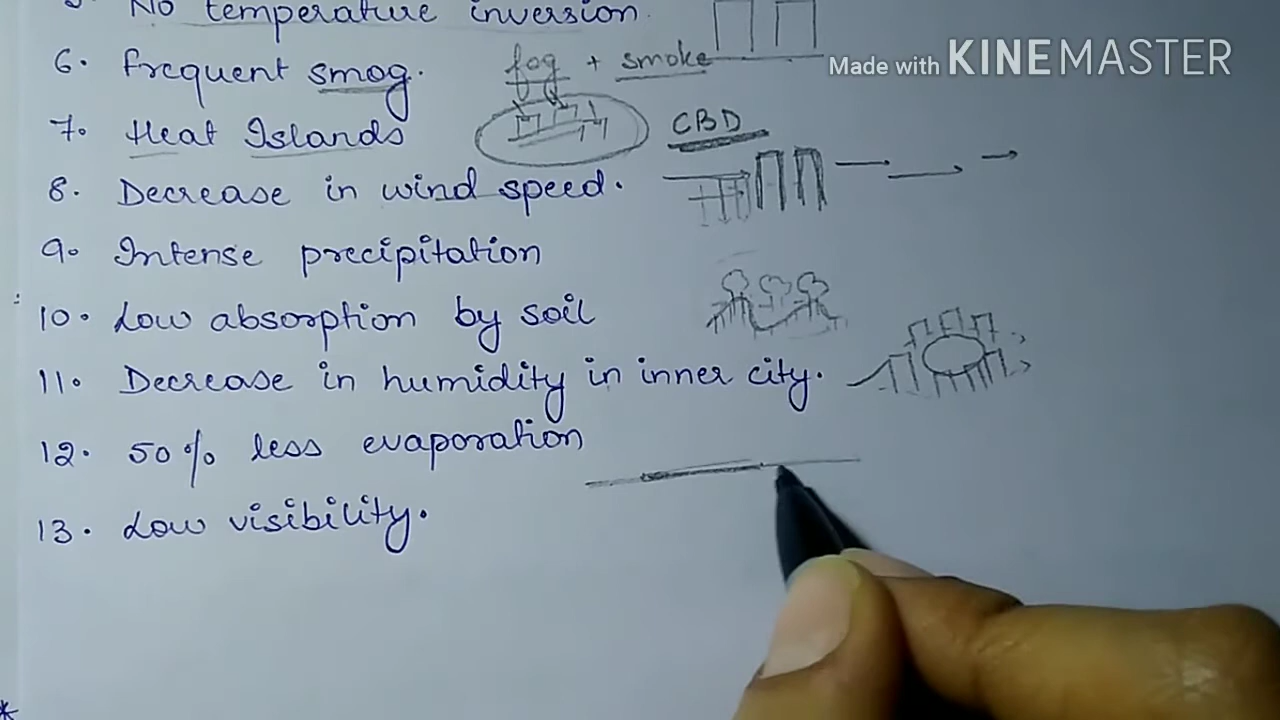 No temperature inversion.
6. frequent smog. fog + smoke
Made with KINEMASTER
7. Heat Islands CBD
8. Decrease in wind speed.
9. Intense precipitation
10. Low absorption by soil
11. Decrease in humidity in inner city.
12. 50% less evaporation
13. Low visibility.